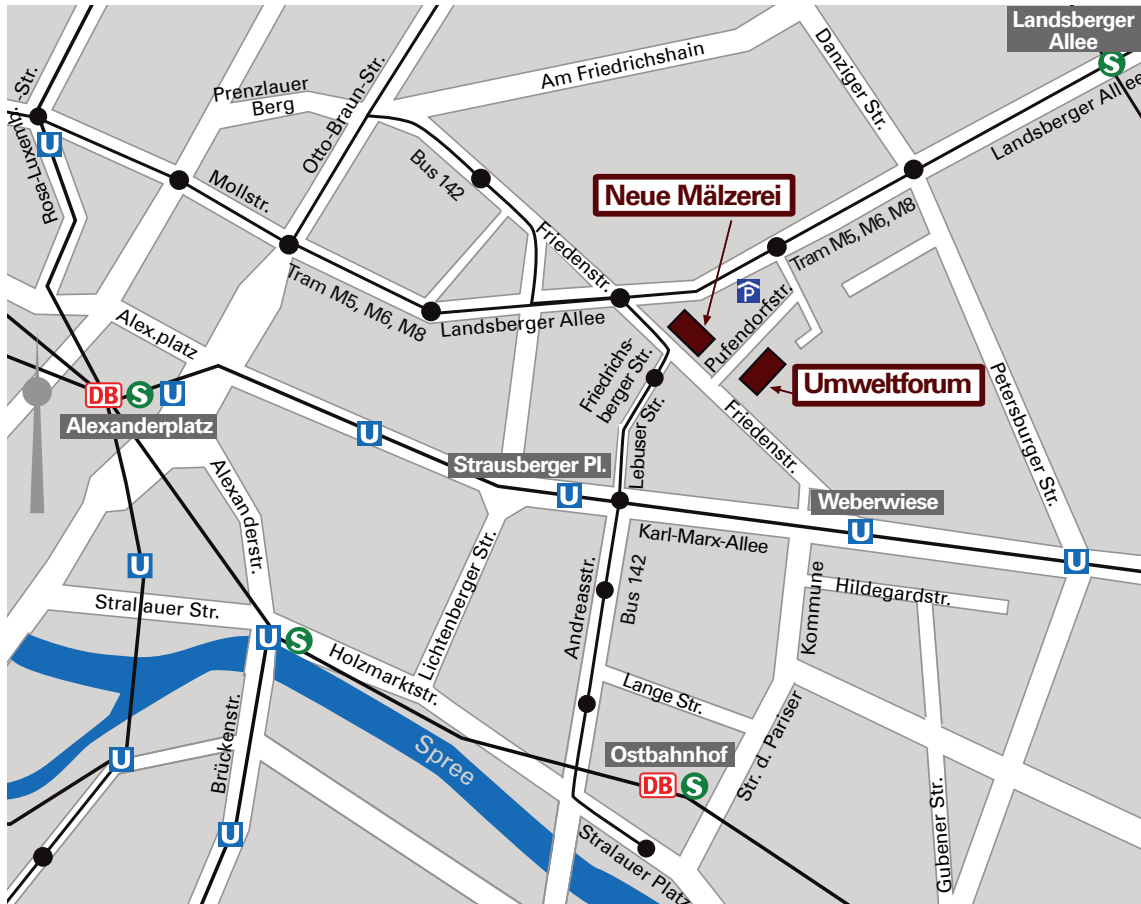 Landsberger
Allee
S
Danziger Str.
Am Friedrichshain
Landsberger Allee
Prenzlauer
Berg
Otto-Braun-Str.
Rosa-Luxemb.-Str.
U
Bus 142
Mollstr.
Neue Mälzerei
Friedenstr.
Tram M5, M6, M8
Tram M5, M6, M8
P
Landsberger Allee
Pufendorfstr.
Alex.platz
Friedrichs-
berger Str.
Umweltforum
Petersburger Str.
DB
S
U
Alexanderplatz
U
Friedenstr.
Lebuser Str.
Strausberger Pl.
U
Alexanderstr.
Weberwiese
U
Karl-Marx-Allee
U
U
Lichtenberger Str.
Andreasstr.
Bus 142
Kommune
Hildegardstr.
Stralauer Str.
U
S
Holzmarktstr.
Lange Str.
Brückenstr.
Spree
U
Ostbahnhof
DB
S
Str. d. Pariser
U
Stralauer Platz
Gubener Str.